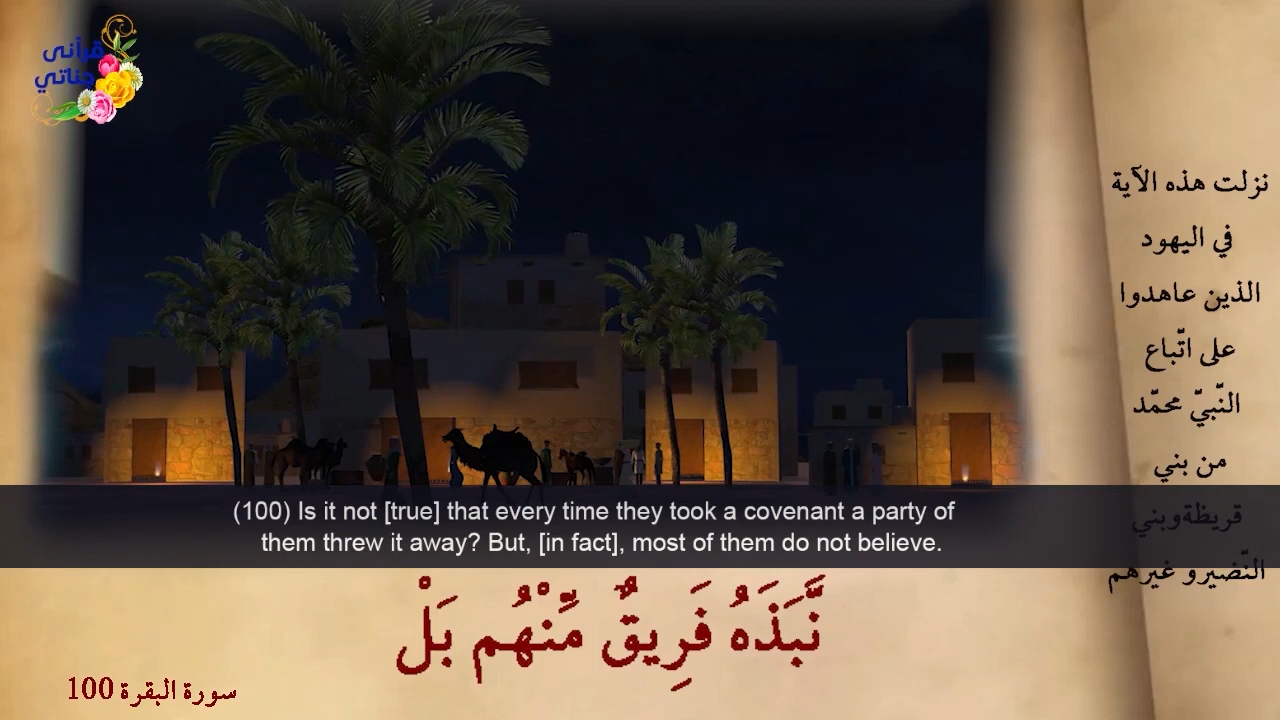 قرآنى
جناتي
نزلت هذه الآية
في اليهود
الذين عاهدوا
على اتّباع
النّبيّ محمّد
من بني
قريظةوبني
النّضيرو غيرهم
(100) Is it not [true] that every time they took a covenant a party of
them threw it away? But, [in fact], most of them do not believe.
نَّبَذَهُ فَرِيقٌ مِّنْهُم بَلْ
سورة البقرة 100